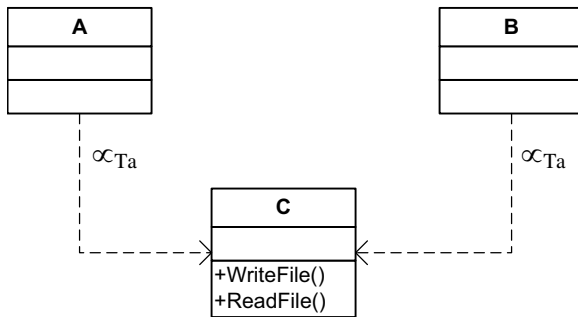 A
B
∝Ta
∝Ta
C
+WriteFile()
+ReadFile()